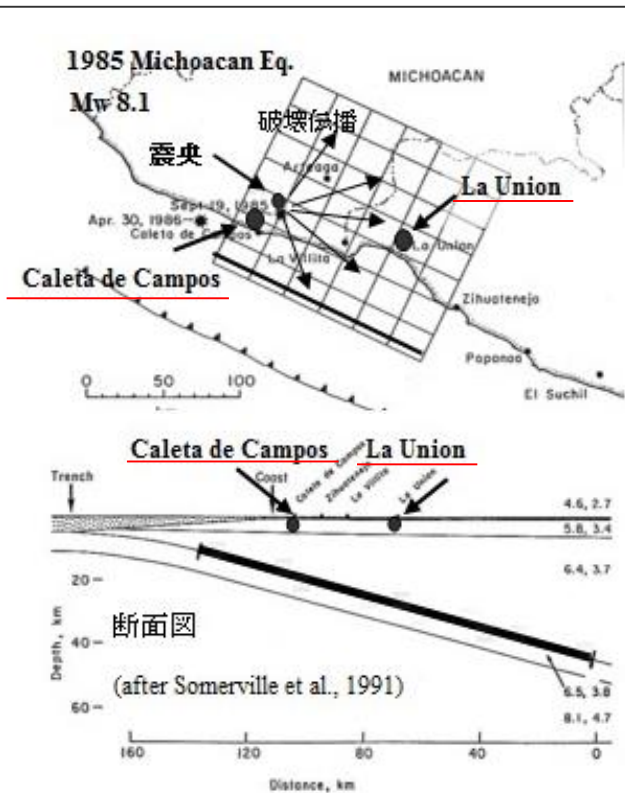 1985 Michoacan Eq.
MICHOACAN
Mw 8.1
破壊伝播
震央
Arteaga
La Union
Sept. 19, 1985
Apr. 30, 1986
Caleta de Campos
La Union
La Villita
Caleta de Campos
Zihuatenejo
Papanoa
0 60 100
El Suchil
Caleta de Campos La Union
Trench
Coast
Caleta de Campos
Zihuatenejo
La Villita
La Union
4.6, 2.7
5.8, 3.4
6.4, 3.7
20
断面図
Depth, km
40
(after Somerville et al., 1991)
6.5, 3.8
60
8.1, 4.7
160 120 80 40 0
Distance, km